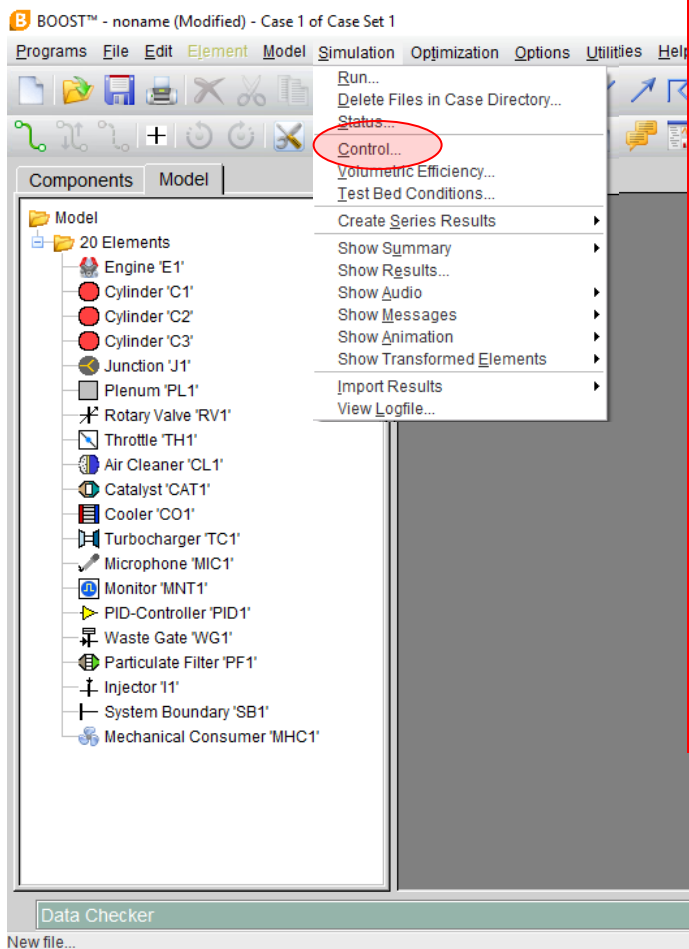 BOOST™ - noname (Modified) - Case 1 of Case Set 1
Programs File Edit Element Model Simulation Optimization Options Utilities Help
Run...
Delete Files in Case Directory...
Status...
Control...
Volumetric Efficiency...
Test Bed Conditions...
Create Series Results
Show Summary
Show Results...
Show Audio
Show Messages
Show Animation
Show Transformed Elements
Import Results
View Logfile...
Components Model
Model
20 Elements
Engine 'E1'
Cylinder 'C1'
Cylinder 'C2'
Cylinder 'C3'
Junction 'J1'
Plenum 'PL1'
Rotary Valve 'RV1'
Throttle 'TH1'
Air Cleaner 'CL1'
Catalyst 'CAT1'
Cooler 'CO1'
Turbocharger 'TC1'
Microphone 'MIC1'
Monitor 'MNT1'
PID-Controller 'PID1'
Waste Gate 'WG1'
Particulate Filter 'PF1'
Injector 'I1'
System Boundary 'SB1'
Mechanical Consumer 'MHC1'
Data Checker
New file...